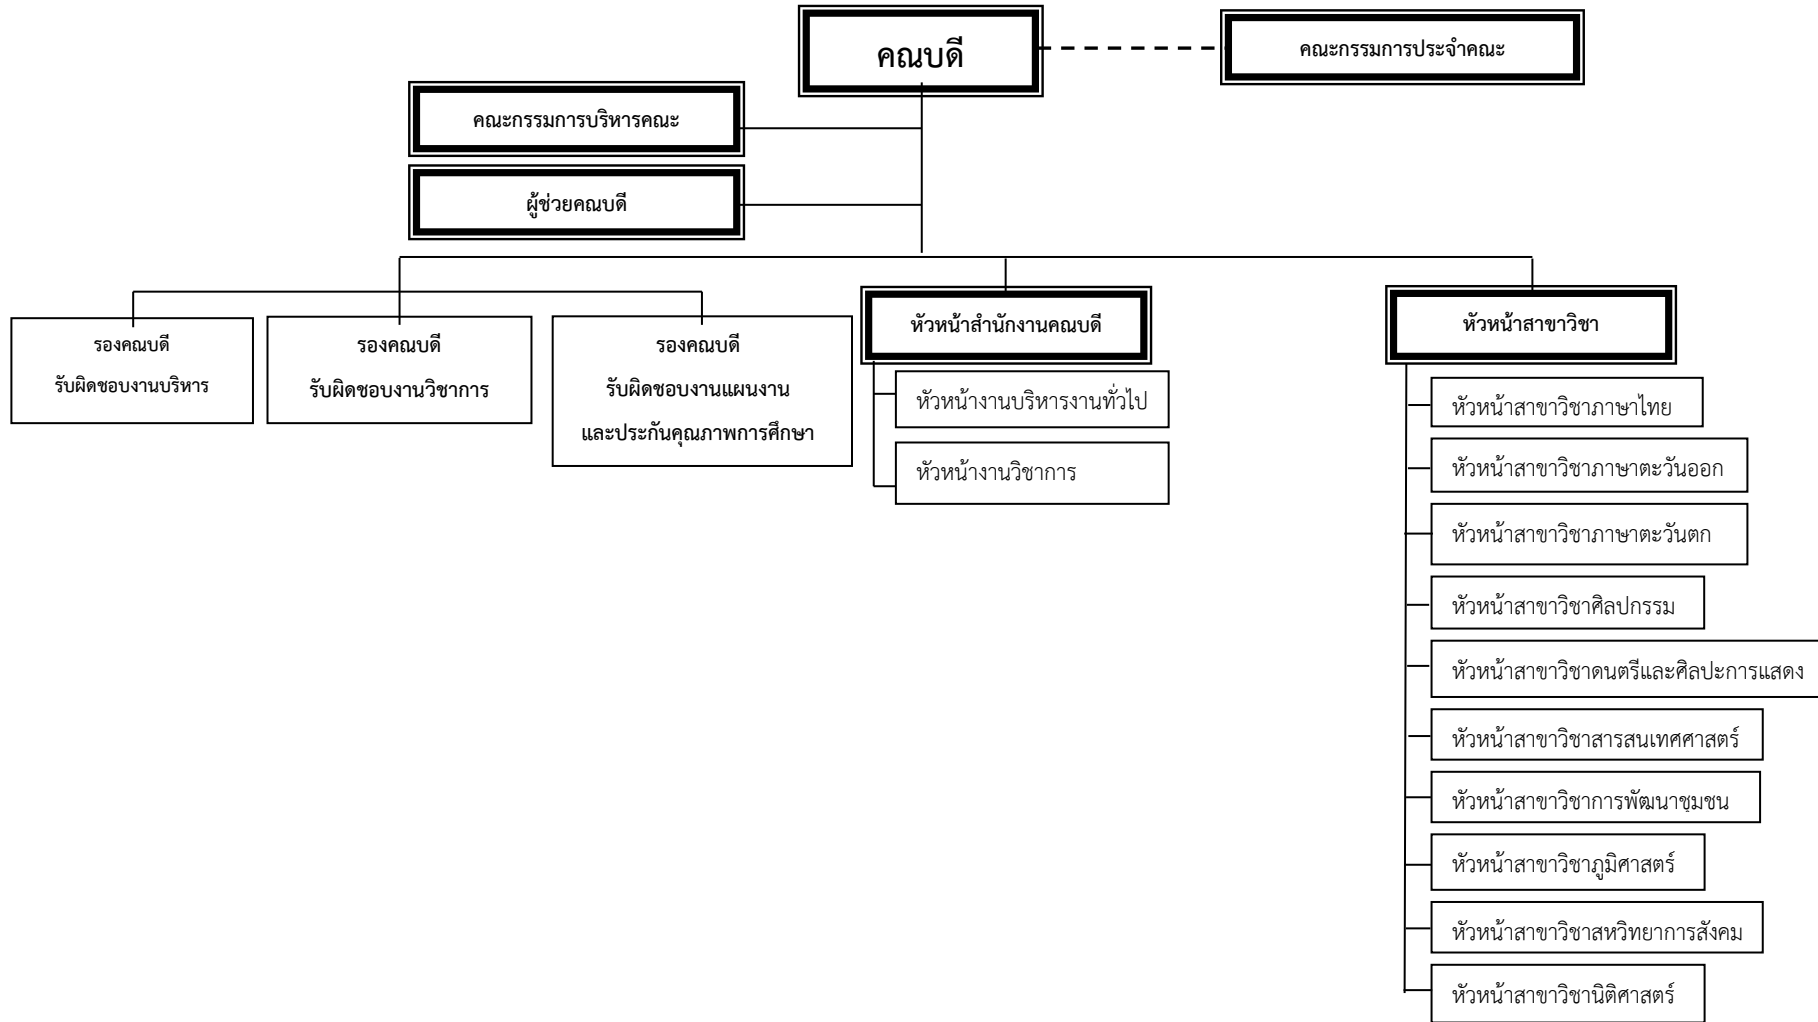 คณบดี
คณะกรรมการประจำคณะ
คณะกรรมการบริหารคณะ
ผู้ช่วยคณบดี
รองคณบดี
รับผิดชอบงานบริหาร
รองคณบดี
รับผิดชอบงานวิชาการ
รองคณบดี
รับผิดชอบงานแผนงาน
และประกันคุณภาพการศึกษา
หัวหน้าสำนักงานคณบดี
หัวหน้างานบริหารงานทั่วไป
หัวหน้างานวิชาการ
หัวหน้าสาขาวิชา
หัวหน้าสาขาวิชาภาษาไทย
หัวหน้าสาขาวิชาภาษาตะวันออก
หัวหน้าสาขาวิชาภาษาตะวันตก
หัวหน้าสาขาวิชาศิลปกรรม
หัวหน้าสาขาวิชาดนตรีและศิลปะการแสดง
หัวหน้าสาขาวิชาสารสนเทศศาสตร์
หัวหน้าสาขาวิชาการพัฒนาชุมชน
หัวหน้าสาขาวิชาภูมิศาสตร์
หัวหน้าสาขาวิชาสหวิทยาการสังคม
หัวหน้าสาขาวิชานิติศาสตร์